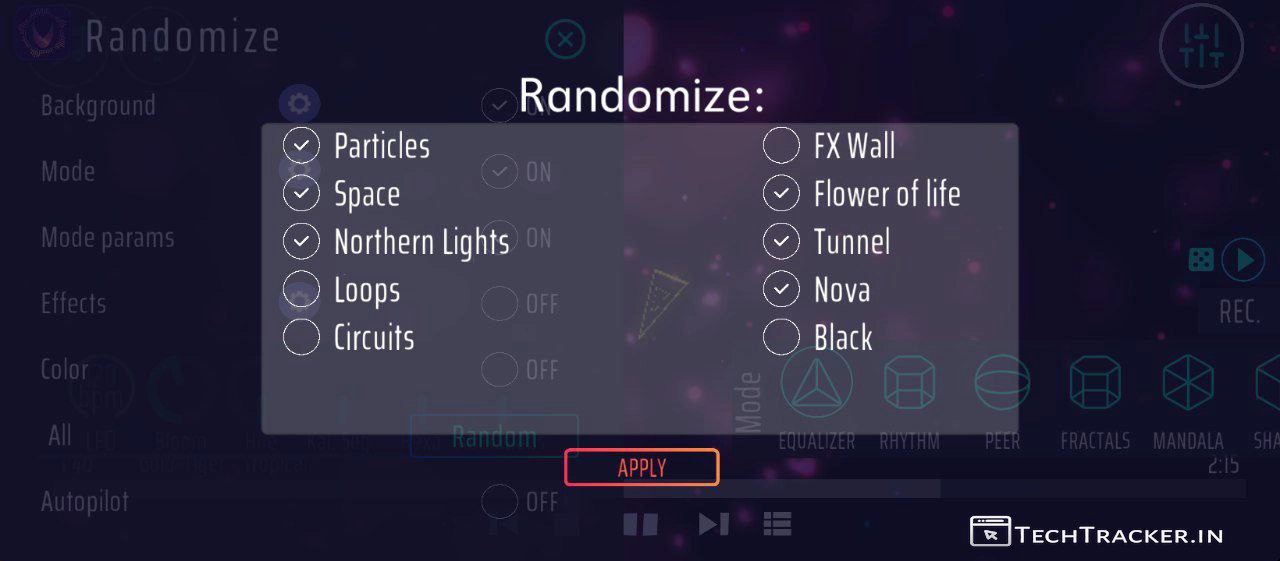 Randomize
Randomize:
Background
ON
Mode
ON
Mode params
ON
Effects
OFF
Color
OFF
All
Random
Autopilot
OFF
Particles
Space
Northern Lights
Loops
Circuits
FX Wall
Flower of life
Tunnel
Nova
Black
APPLY
REC.
Mode
EQUALIZER
RHYTHM
PEER
FRACTALS
MANDALA
SHA
2:15
TECHTRACKER.IN